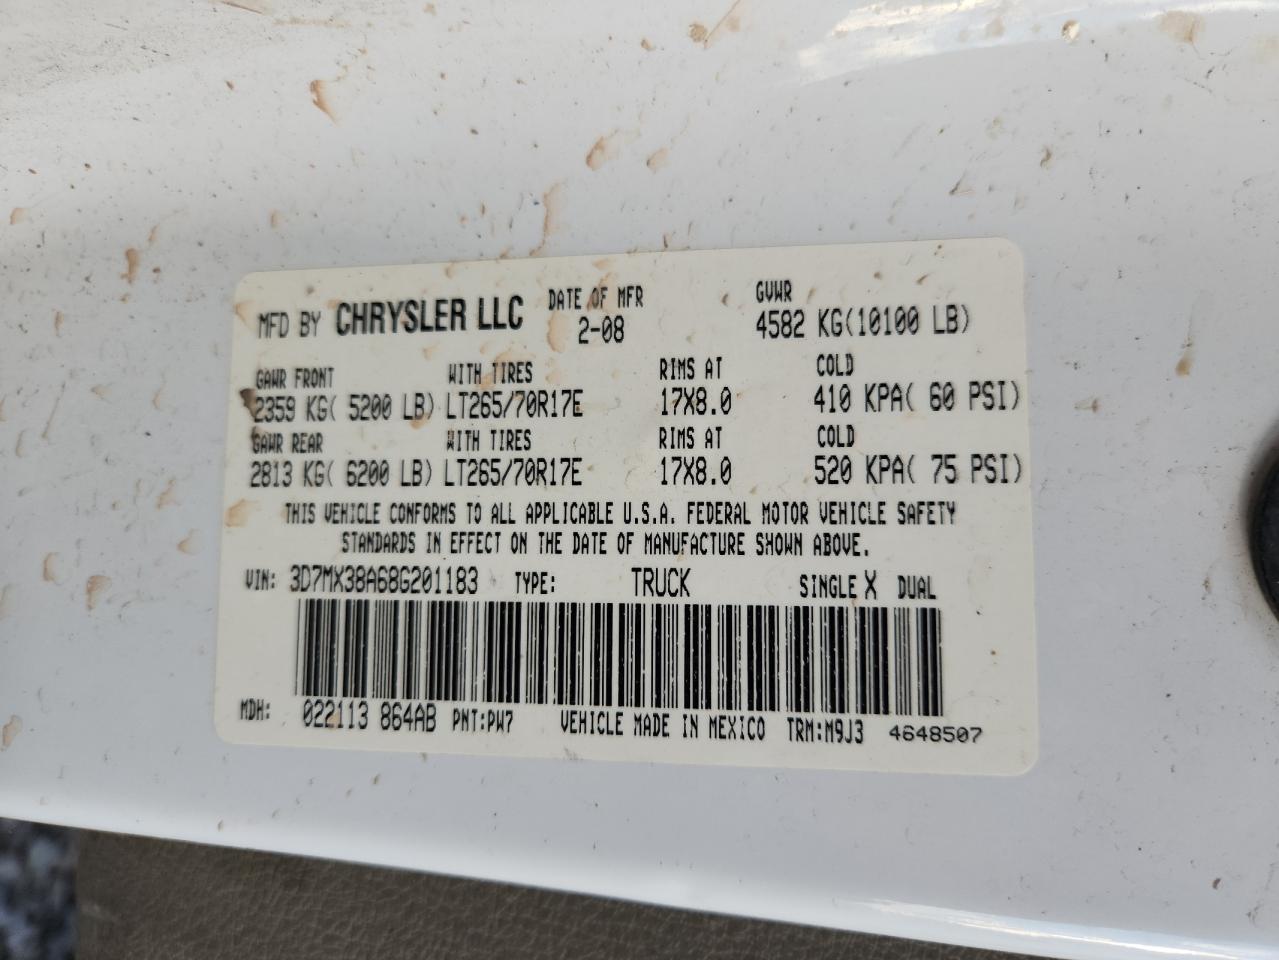 MFD BY CHRYSLER LLC DATE OF MFR GVWR
2-08 4582 KG(10100 LB)
GAWR FRONT WITH TIRES RIMS AT COLD
2359 KG( 5200 LB) LT265/70R17E 17X8.0 410 KPA( 60 PSI)
GAWR REAR WITH TIRES RIMS AT COLD
2813 KG( 6200 LB) LT265/70R17E 17X8.0 520 KPA( 75 PSI)
THIS VEHICLE CONFORMS TO ALL APPLICABLE U.S.A. FEDERAL MOTOR VEHICLE SAFETY
STANDARDS IN EFFECT ON THE DATE OF MANUFACTURE SHOWN ABOVE.
VIN: 3D7MX38A68G201183 TYPE: TRUCK SINGLE X DUAL
MDH: 022113 864AB PNT:PW7 VEHICLE MADE IN MEXICO TRM:M9J3 4648507